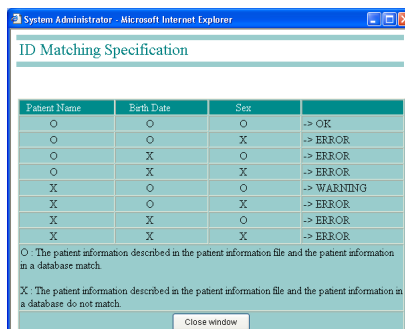 System Administrator - Microsoft Internet Explorer
ID Matching Specification
Patient Name Birth Date Sex
O O O -> OK
O O X -> ERROR
O X O -> ERROR
O X X -> ERROR
X O O -> WARNING
X X O -> ERROR
X X X -> ERROR
O : The patient information described in the patient information file and the patient information
in a database match.
X : The patient information described in the patient information file and the patient information in
a database do not match.
Close window